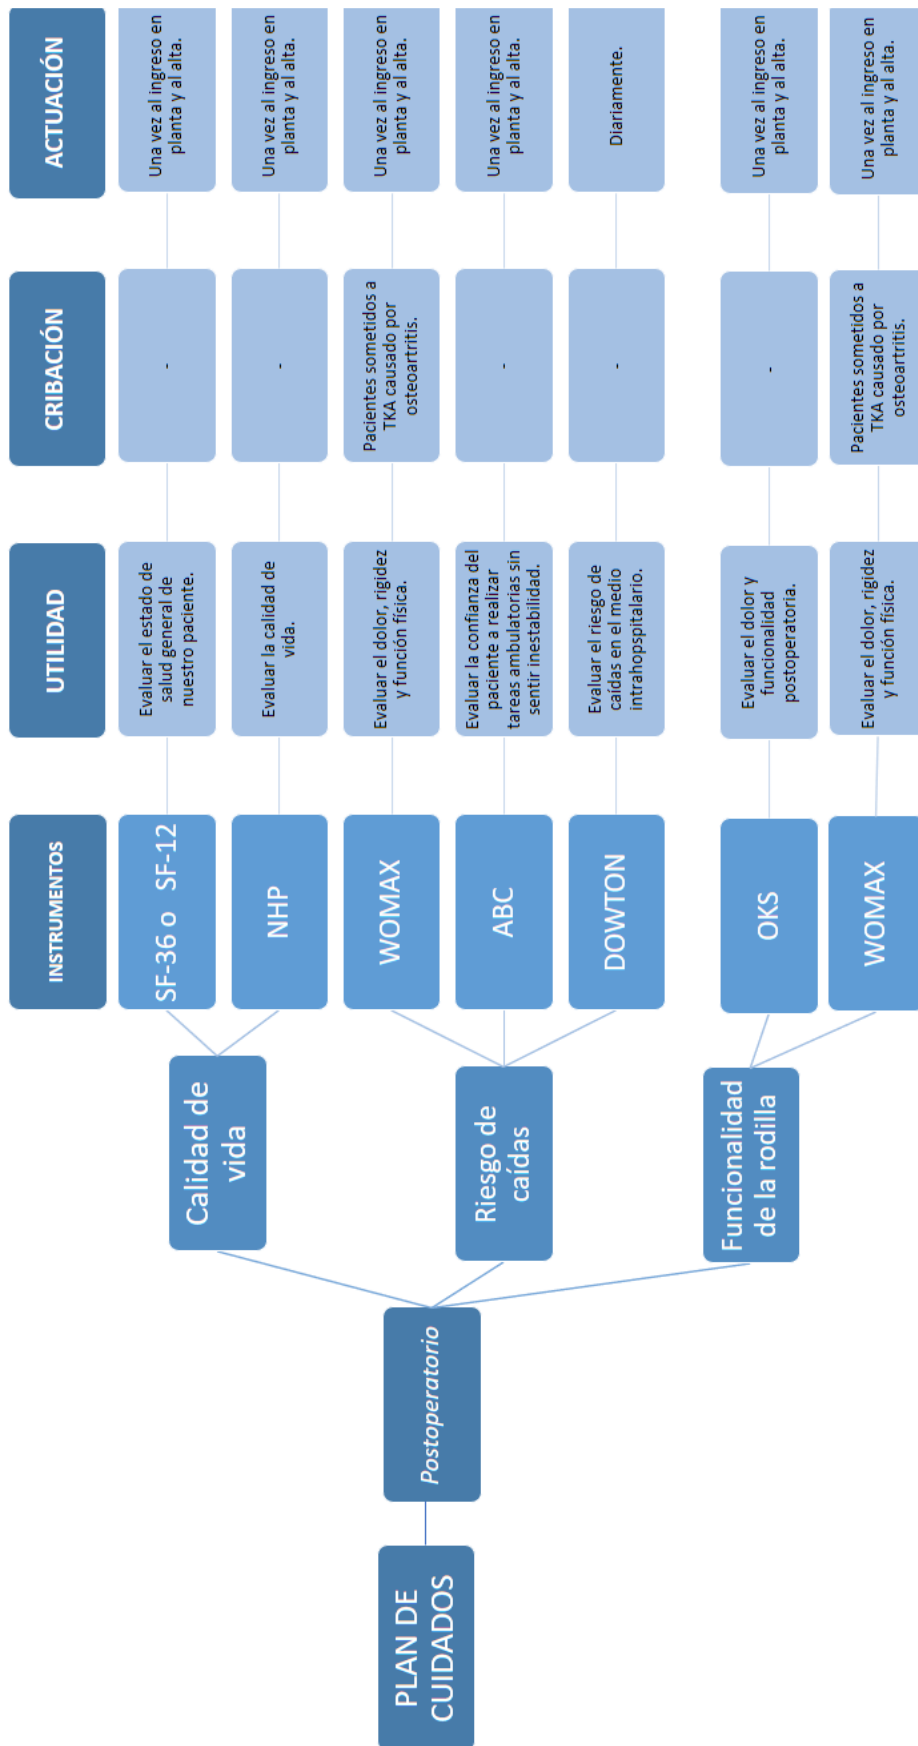 PLAN DE
CUIDADOS
Postoperatorio
INSTRUMENTOS
UTILIDAD
CRIBACIÓN
ACTUACIÓN
Calidad de
vida
SF-36 o SF-12
Evaluar el estado de
salud general de
nuestro paciente.
-
Una vez al ingreso en
planta y al alta.
NHP
Evaluar la calidad de
vida.
-
Una vez al ingreso en
planta y al alta.
Riesgo de
caídas
WOMAX
Evaluar el dolor, rigidez
y función física.
Pacientes sometidos a
TKA causado por
osteoartritis.
Una vez al ingreso en
planta y al alta.
ABC
Evaluar la confianza del
paciente a realizar
tareas ambulatorias sin
sentir inestabilidad.
-
Una vez al ingreso en
planta y al alta.
DOWTON
Evaluar el riesgo de
caídas en el medio
intrahopspitalario.
-
Diariamente.
Funcionalidad
de la rodilla
OKS
Evaluar el dolor y
funcionalidad
postoperatoria.
-
Una vez al ingreso en
planta y al alta.
WOMAX
Evaluar el dolor, rigidez
y función física.
Pacientes sometidos a
TKA causado por
osteoartritis.
Una vez al ingreso en
planta y al alta.